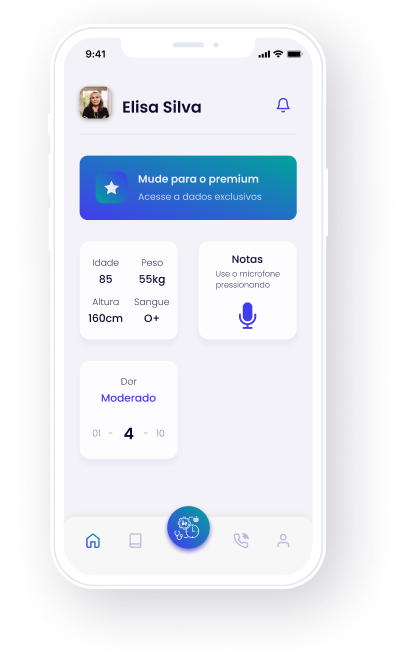 9:41
Elisa Silva
Mude para o premium
Acesse a dados exclusivos
Idade Peso
85 55kg
Altura Sangue
160cm O+
Notas
Use o microfone
pressionando
Dor
Moderado
01 - 4 - 10